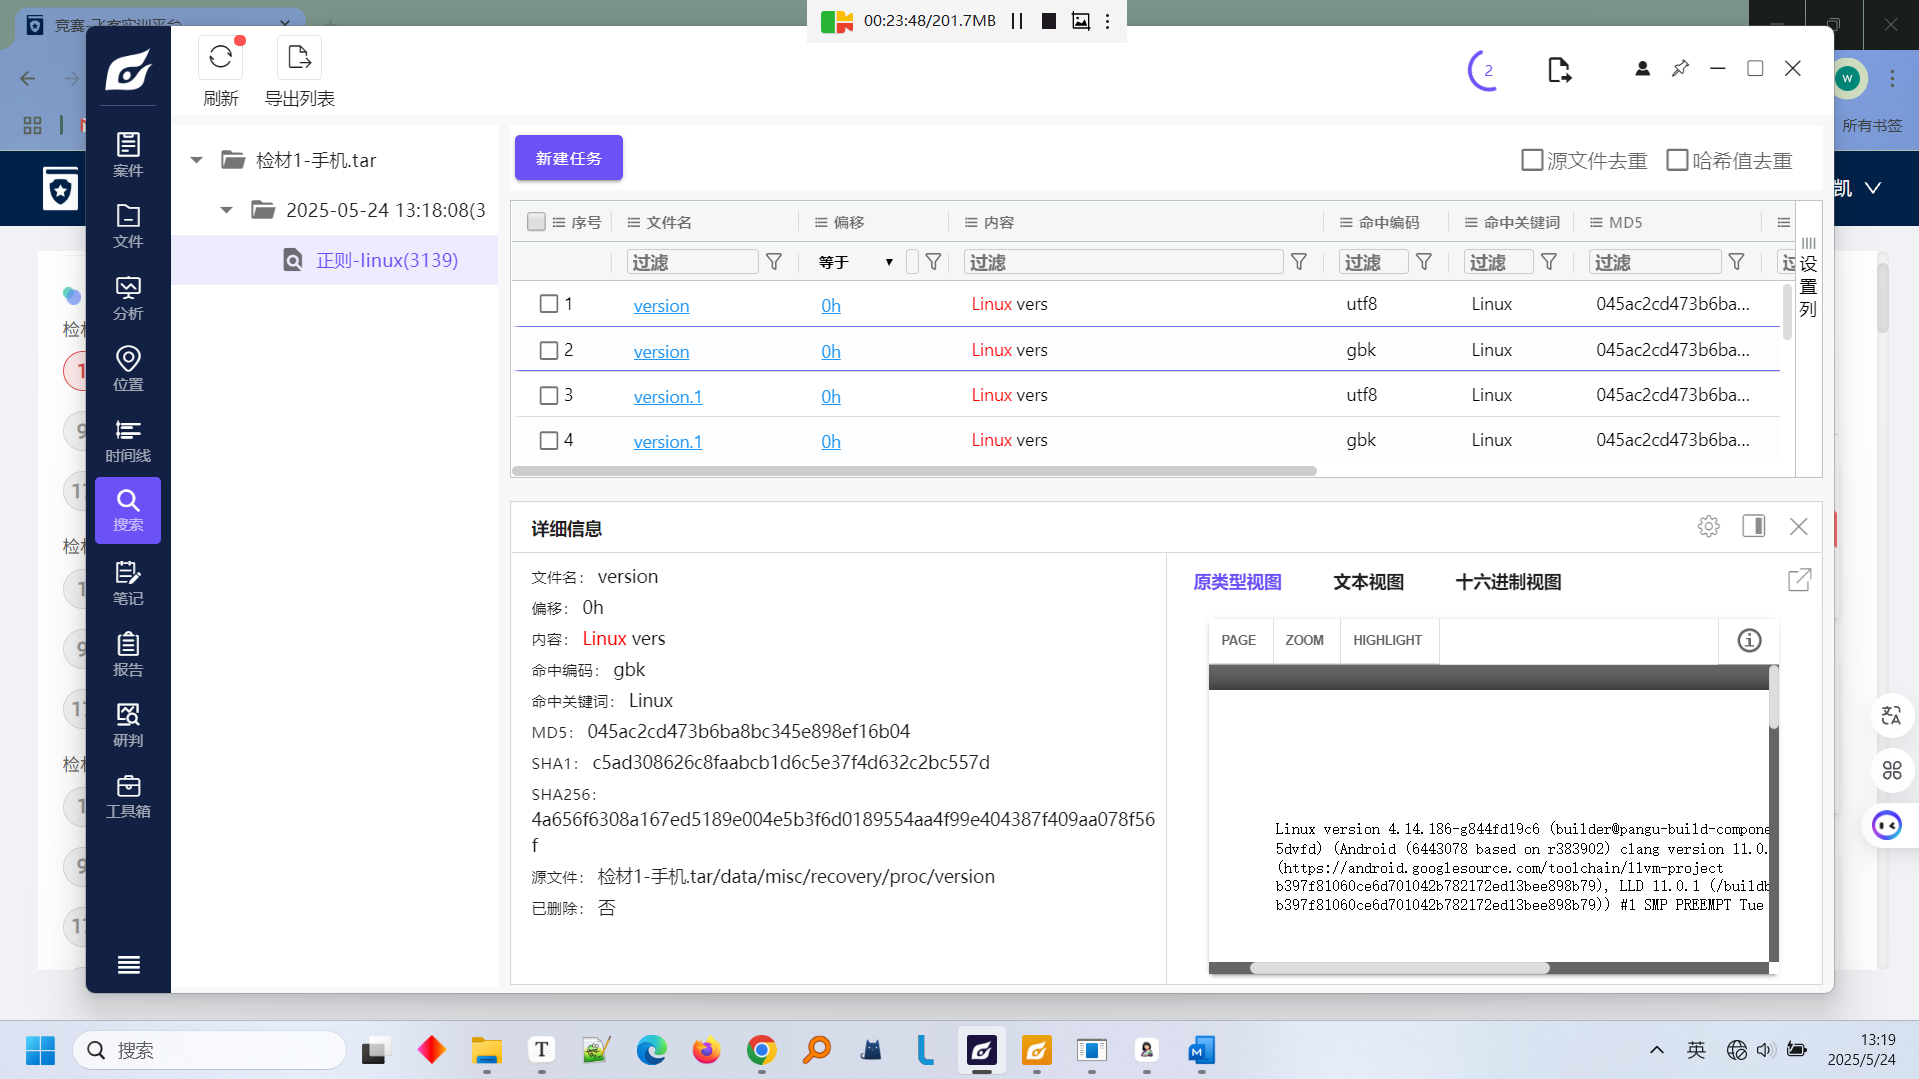 竞赛-飞客实训平台
00:23:48/201.7MB
W
所有书签
凯
刷新
导出列表
2
案件
文件
分析
位置
时间线
搜索
笔记
报告
研判
工具箱
检材1-手机.tar
2025-05-24 13:18:08(3
正则-linux(3139)
新建任务
源文件去重
哈希值去重
序号 文件名 偏移 内容 命中编码 命中关键词 MD5
过滤 等于 过滤 过滤 过滤 过滤
设置列
1 version 0h Linux vers utf8 Linux 045ac2cd473b6ba...
2 version 0h Linux vers gbk Linux 045ac2cd473b6ba...
3 version.1 0h Linux vers utf8 Linux 045ac2cd473b6ba...
4 version.1 0h Linux vers gbk Linux 045ac2cd473b6ba...
详细信息
文件名: version
偏移: 0h
内容: Linux vers
命中编码: gbk
命中关键词: Linux
MD5: 045ac2cd473b6ba8bc345e898ef16b04
SHA1: c5ad308626c8faabcb1d6c5e37f4d632c2bc557d
SHA256:
4a656f6308a167ed5189e004e5b3f6d0189554aa4f99e404387f409aa078f56
f
源文件: 检材1-手机.tar/data/misc/recovery/proc/version
已删除: 否
原类型视图 文本视图 十六进制视图
PAGE ZOOM HIGHLIGHT
Linux version 4.14.186-g844fd19c6 (builder@pangu-build-compone
5dvfd) (Android (6443078 based on r383902) clang version 11.0.
(https://android.googlesource.com/toolchain/llvm-project
b397f81060ce6d701042b782172ed13bee898b79), LLD 11.0.1 (/buildb
b397f81060ce6d701042b782172ed13bee898b79)) #1 SMP PREEMPT Tue
搜索
英
13:19
2025/5/24